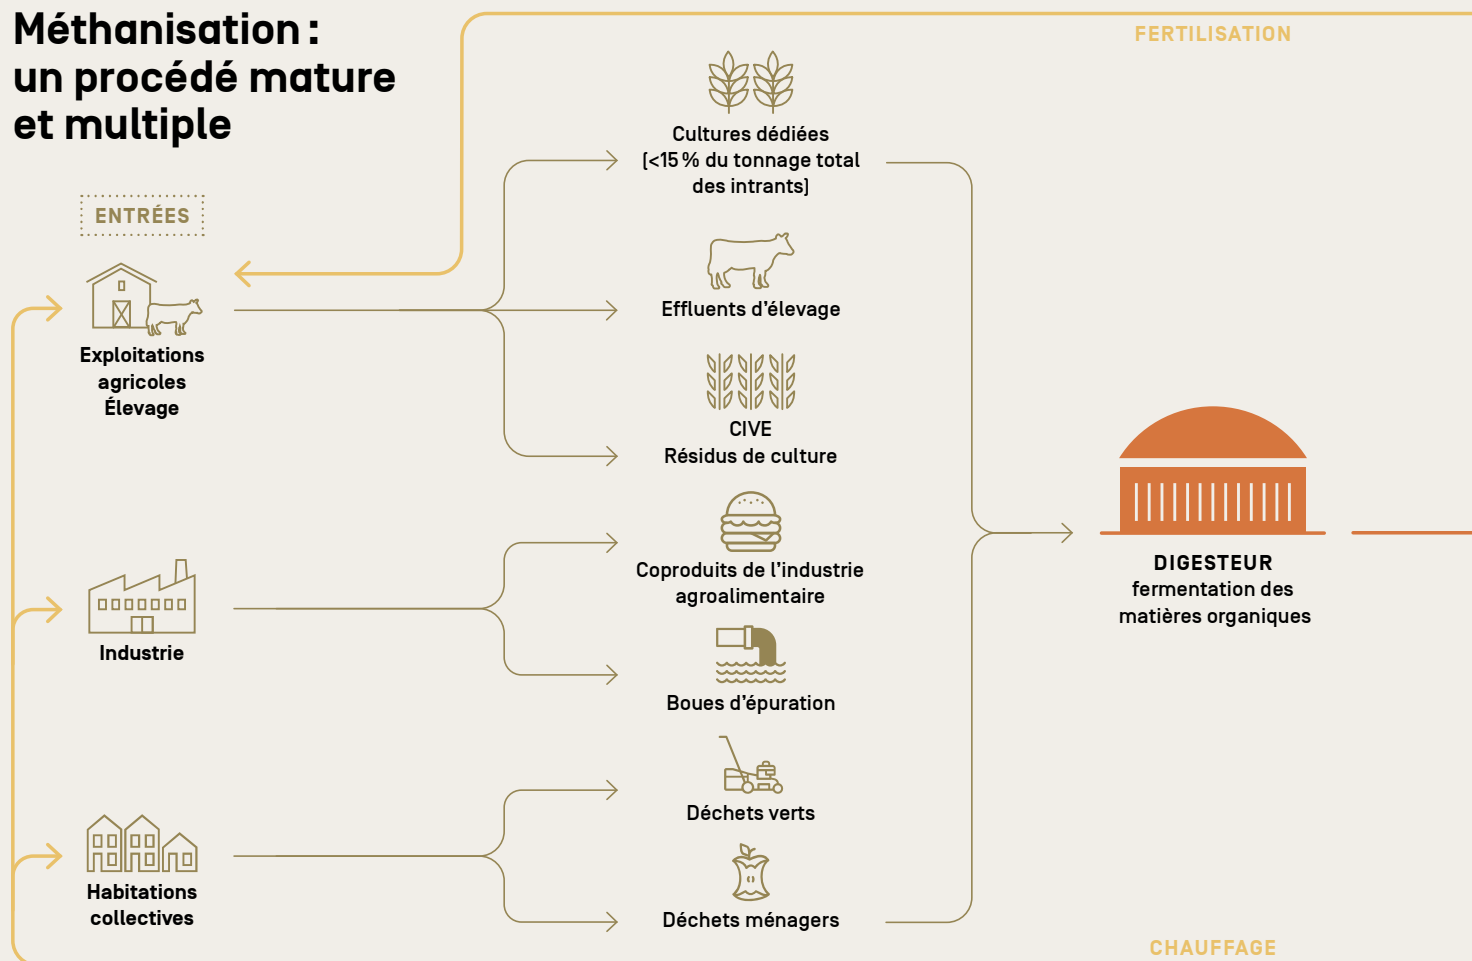 Méthanisation :
un procédé mature
et multiple
FERTILISATION
ENTRÉES
Exploitations
agricoles
Élevage
Industrie
Habitations
collectives
Cultures dédiées
(<15 % du tonnage total
des intrants)
Effluents d’élevage
CIVE
Résidus de culture
Coproduits de l’industrie
agroalimentaire
Boues d’épuration
Déchets verts
Déchets ménagers
DIGESTEUR
fermentation des
matières organiques
CHAUFFAGE